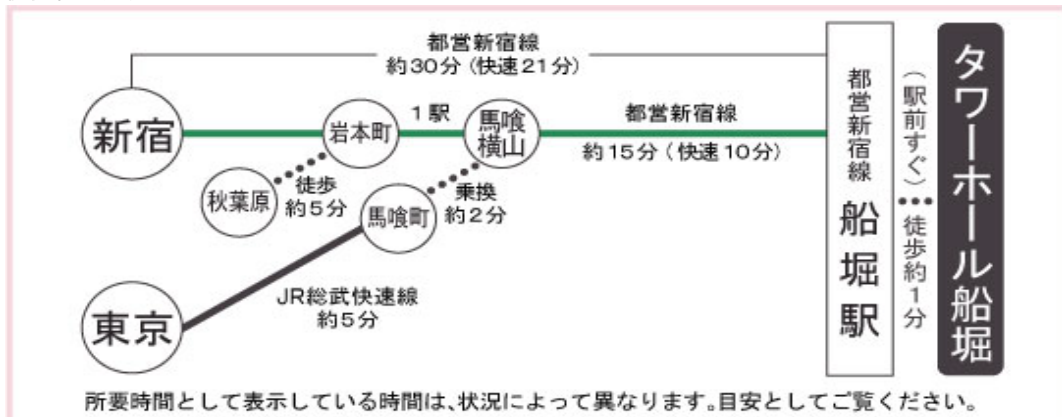 都営新宿線
約30分(快速21分)
新宿
岩本町
1駅
馬喰
横山
都営新宿線
約15分(快速10分)
秋葉原
徒歩
約5分
馬喰町
乗換
約2分
東京
JR総武快速線
約5分
都営新宿線 船堀駅
(駅前すぐ)
徒歩約1分
タワーホール船堀
所要時間として表示している時間は、状況によって異なります。目安としてご覧ください。